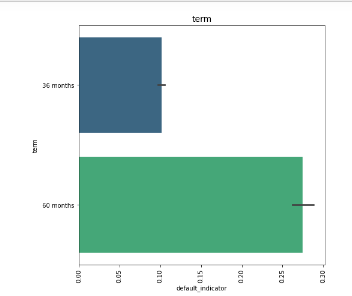 term
36 months
term
60 months
0.00
0.05
0.10
0.15
0.20
0.25
0.30
default_indicator